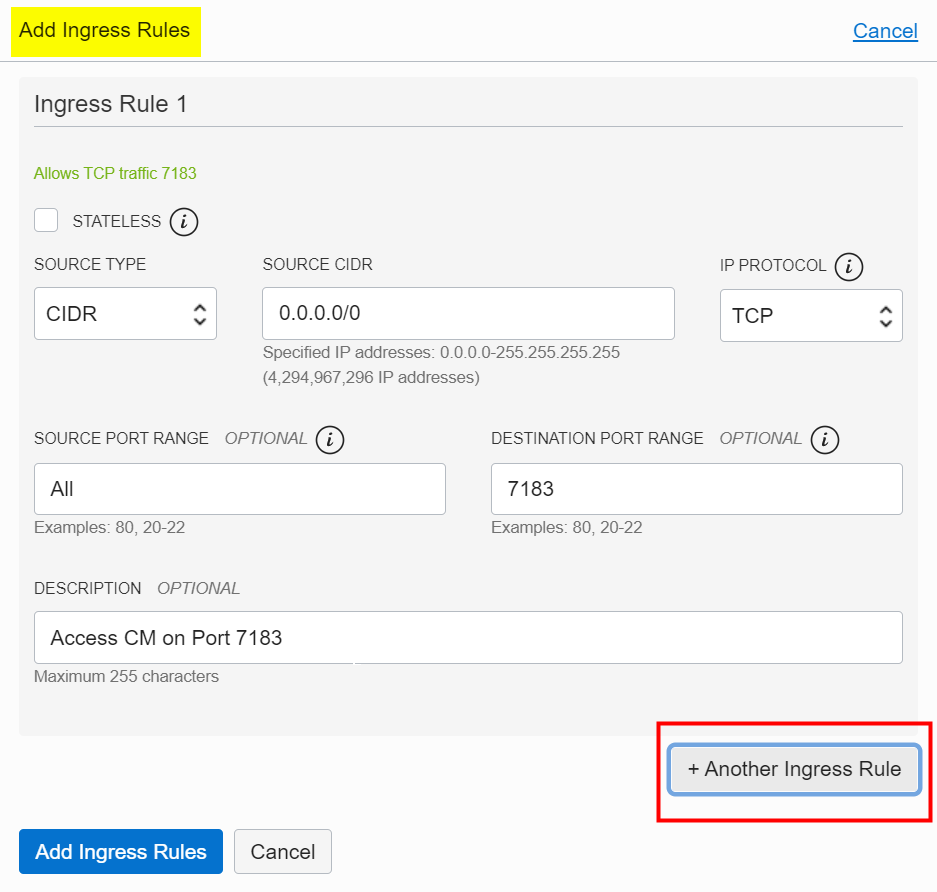 Add Ingress Rules
Cancel
Ingress Rule 1
Allows TCP traffic 7183
STATELESS i
SOURCE TYPE
SOURCE CIDR
IP PROTOCOL i
CIDR
0.0.0.0/0
TCP
Specified IP addresses: 0.0.0.0-255.255.255.255
(4,294,967,296 IP addresses)
SOURCE PORT RANGE OPTIONAL i
DESTINATION PORT RANGE OPTIONAL i
All
7183
Examples: 80, 20-22
Examples: 80, 20-22
DESCRIPTION OPTIONAL
Access CM on Port 7183
Maximum 255 characters
+ Another Ingress Rule
Add Ingress Rules
Cancel